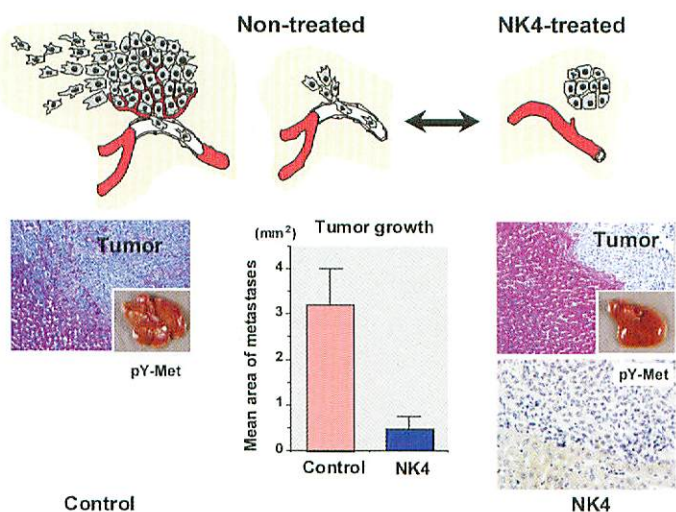 Non-treated
NK4-treated
Tumor
pY-Met
(mm²)
Tumor growth
Mean area of metastases
4
3
2
1
0
Control
NK4
Tumor
pY-Met
Control
NK4